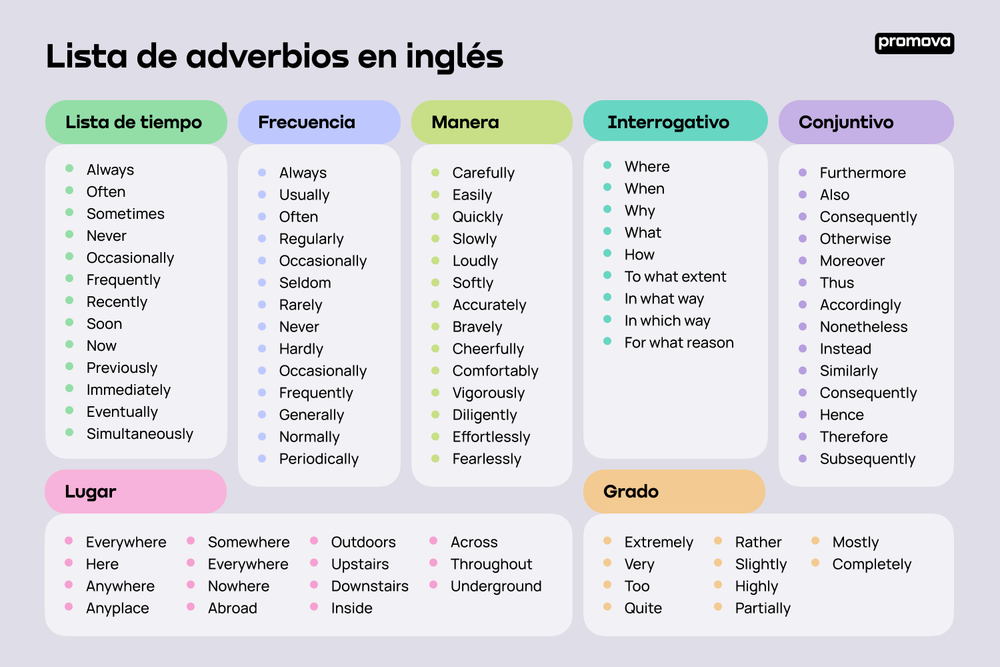 Lista de adverbios en inglés
promova
Lista de tiempo
Always
Often
Sometimes
Never
Occasionally
Frequently
Recently
Soon
Now
Previously
Immediately
Eventually
Simultaneously
Frecuencia
Always
Usually
Often
Regularly
Occasionally
Seldom
Rarely
Never
Hardly
Occasionally
Frequently
Generally
Normally
Periodically
Manera
Carefully
Easily
Quickly
Slowly
Loudly
Softly
Accurately
Bravely
Cheerfully
Comfortably
Vigorously
Diligently
Effortlessly
Fearlessly
Interrogativo
Where
When
Why
What
How
To what extent
In what way
In which way
For what reason
Conjuntivo
Furthermore
Also
Consequently
Otherwise
Moreover
Thus
Accordingly
Nonetheless
Instead
Similarly
Consequently
Hence
Therefore
Subsequently
Lugar
Everywhere
Here
Anywhere
Anyplace
Somewhere
Everywhere
Nowhere
Abroad
Outdoors
Upstairs
Downstairs
Inside
Across
Throughout
Underground
Grado
Extremely
Very
Too
Quite
Rather
Slightly
Highly
Partially
Mostly
Completely